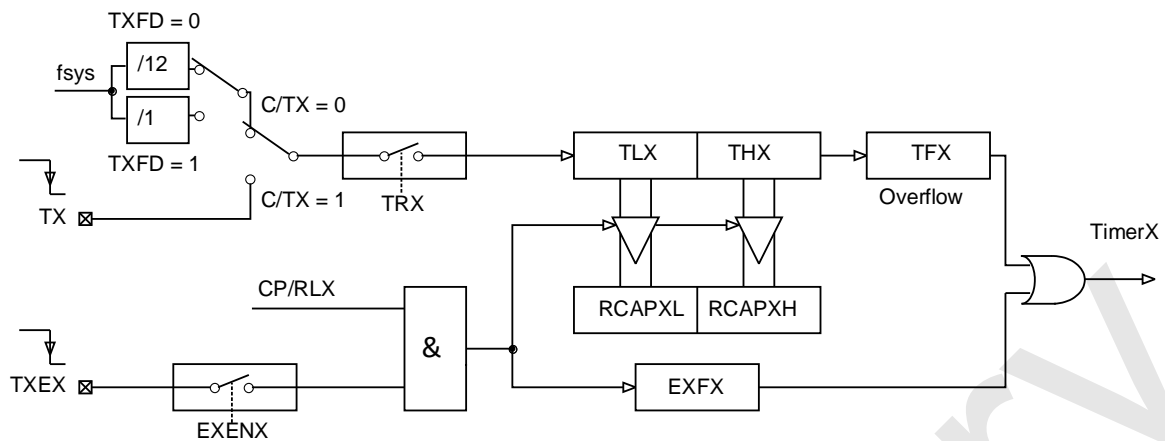 TXFD = 0
/12
fsys
C/TX = 0
/1
TXFD = 1
TLX
THX
TFX
TX
C/TX = 1
TRX
Overflow
TimerX
CP/RLX
RCAPXL
RCAPXH
&
TXEX
EXFX
EXENX